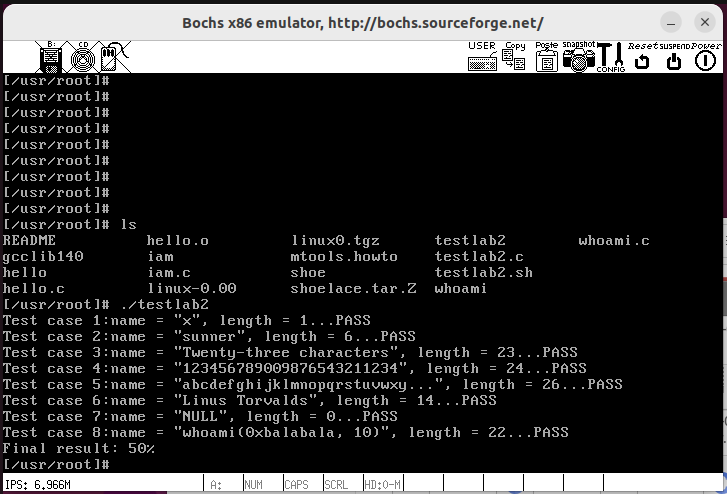 Bochs x86 emulator, http://bochs.sourceforge.net/
B: CD USER Copy Paste snapshot CONFIG Reset SUSPEND Power
[/usr/root]#
[/usr/root]#
[/usr/root]#
[/usr/root]#
[/usr/root]#
[/usr/root]#
[/usr/root]#
[/usr/root]#
[/usr/root]#
[/usr/root]# ls
README hello.o linux0.tgz testlab2 whoami.c
gcclib140 iam mtools.howto testlab2.c
hello iam.c shoe testlab2.sh
hello.c linux-0.00 shoelace.tar.Z whoami
[/usr/root]# ./testlab2
Test case 1:name = "x", length = 1...PASS
Test case 2:name = "sunner", length = 6...PASS
Test case 3:name = "Twenty-three characters", length = 23...PASS
Test case 4:name = "123456789009876543211234", length = 24...PASS
Test case 5:name = "abcdefghijklmnopqrstuvwxy...", length = 26...PASS
Test case 6:name = "Linus Torvalds", length = 14...PASS
Test case 7:name = "NULL", length = 0...PASS
Test case 8:name = "whoami(0xbalabala, 10)", length = 22...PASS
Final result: 50%
[/usr/root]#
IPS: 6.966M A: NUM CAPS SCRL HD:0-M